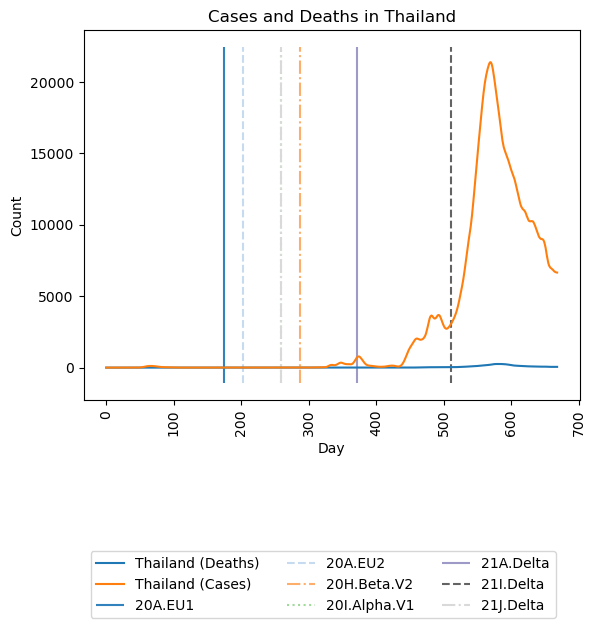 Cases and Deaths in Thailand
Count
20000
15000
10000
5000
0
0 100 200 300 400 500 600 700
Day
Thailand (Deaths) 20A.EU2 21A.Delta
Thailand (Cases) 20H.Beta.V2 21I.Delta
20A.EU1 20I.Alpha.V1 21J.Delta